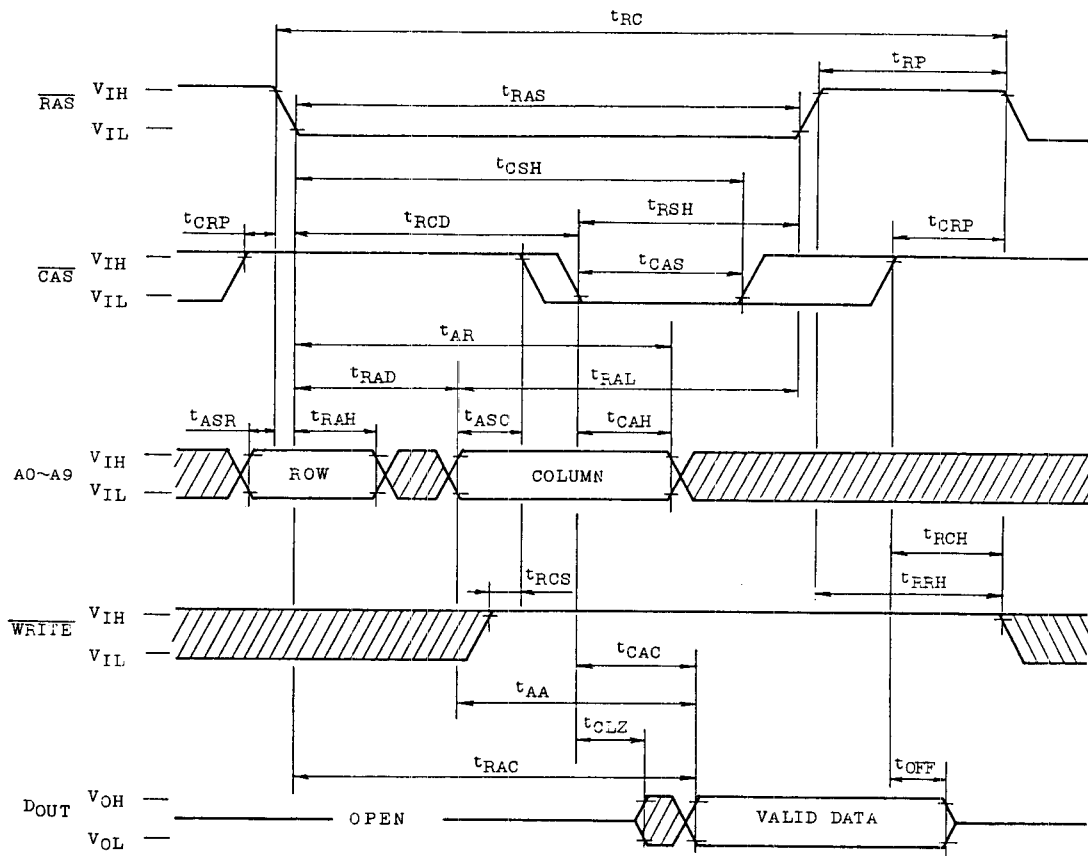 tRC
tRP
RAS VIH
tRAS
VIL
tCSH
tCRP tRCD tRSH tCRP
CAS VIH
tCAS
VIL
tAR
tRAD tRAL
tASR tRAH tASC tCAH
A0~A9 VIH
ROW COLUMN
VIL
tRCH
tRCS tRRH
WRITE VIH
VIL
tCAC
tAA
tCLZ
tRAC tOFF
DOUT VOH
OPEN VALID DATA
VOL